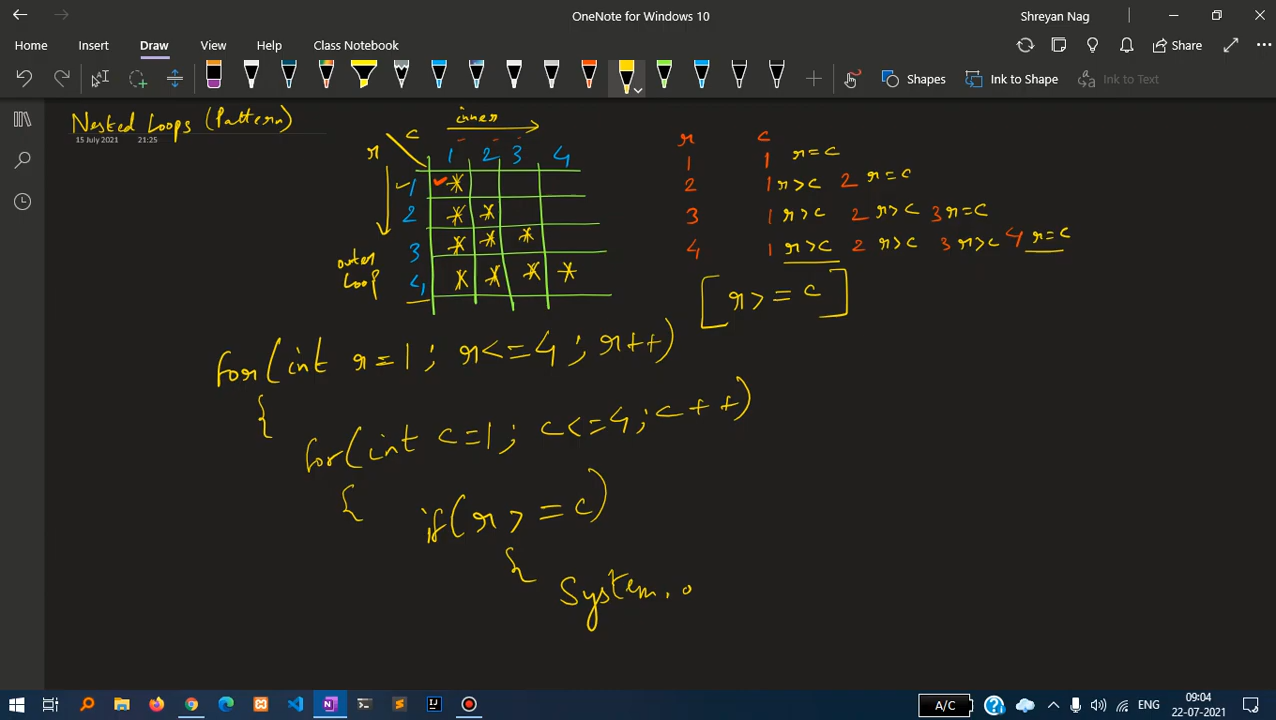 OneNote for Windows 10
Shreyan Nag
Home Insert Draw View Help Class Notebook
Share
Shapes Ink to Shape Ink to Text
Nested Loops (Pattern)
15 July 2021 21:25
inner
c
r
1 2 3 4
1 *
2 * *
3 * * *
4 * * * *
outer
loop
r c
1 1 r=c
2 1 r>c 2 r=c
3 1 r>c 2 r>c 3 r=c
4 1 r>c 2 r>c 3 r>c 4 r=c
[r>=c]
for(int r=1; r<=4; r++)
{
for(int c=1; c<=4; c++)
{
if(r>=c)
{
System.o
A/C
09:04
22-07-2021